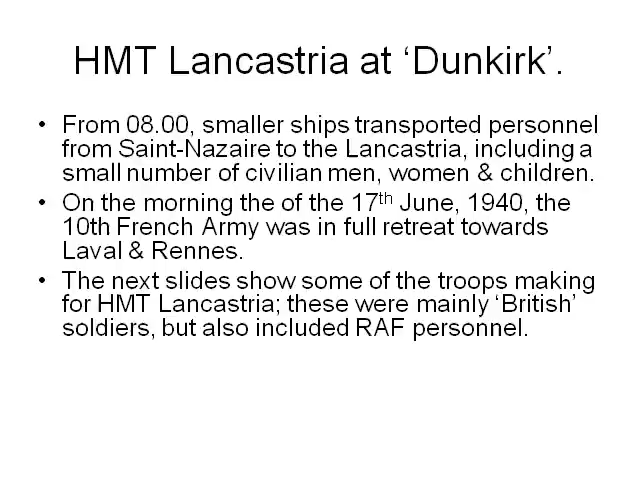 HMT Lancastria at ‘Dunkirk’.
• From 08.00, smaller ships transported personnel
from Saint-Nazaire to the Lancastria, including a
small number of civilian men, women & children.
• On the morning the of the 17th June, 1940, the
10th French Army was in full retreat towards
Laval & Rennes.
• The next slides show some of the troops making
for HMT Lancastria; these were mainly ‘British’
soldiers, but also included RAF personnel.